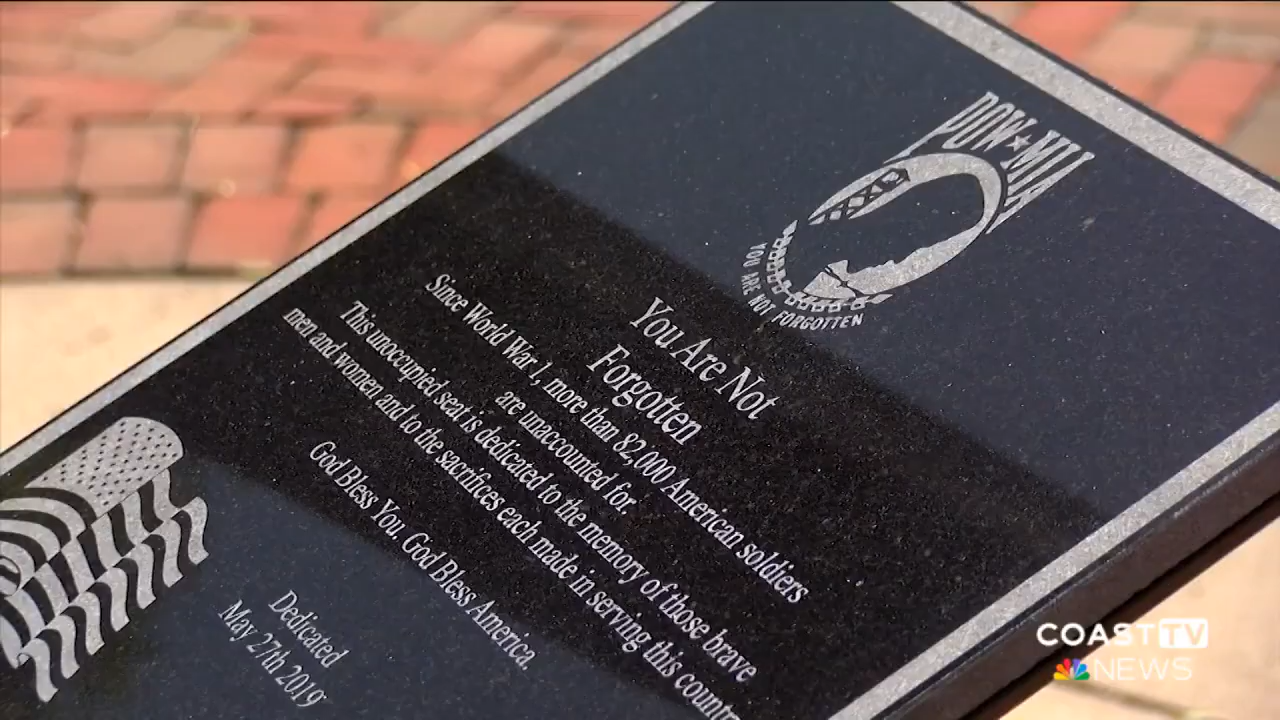 POW★MIA
YOU ARE NOT FORGOTTEN
You Are Not
Forgotten
Since World War 1, more than 82,000 American soldiers
are unaccounted for.
This unoccupied seat is dedicated to the memory of those brave
men and women and to the sacrifices each made in serving this
God Bless You. God Bless America.
Dedicated
May 27th 2019
COAST TV
NEWS